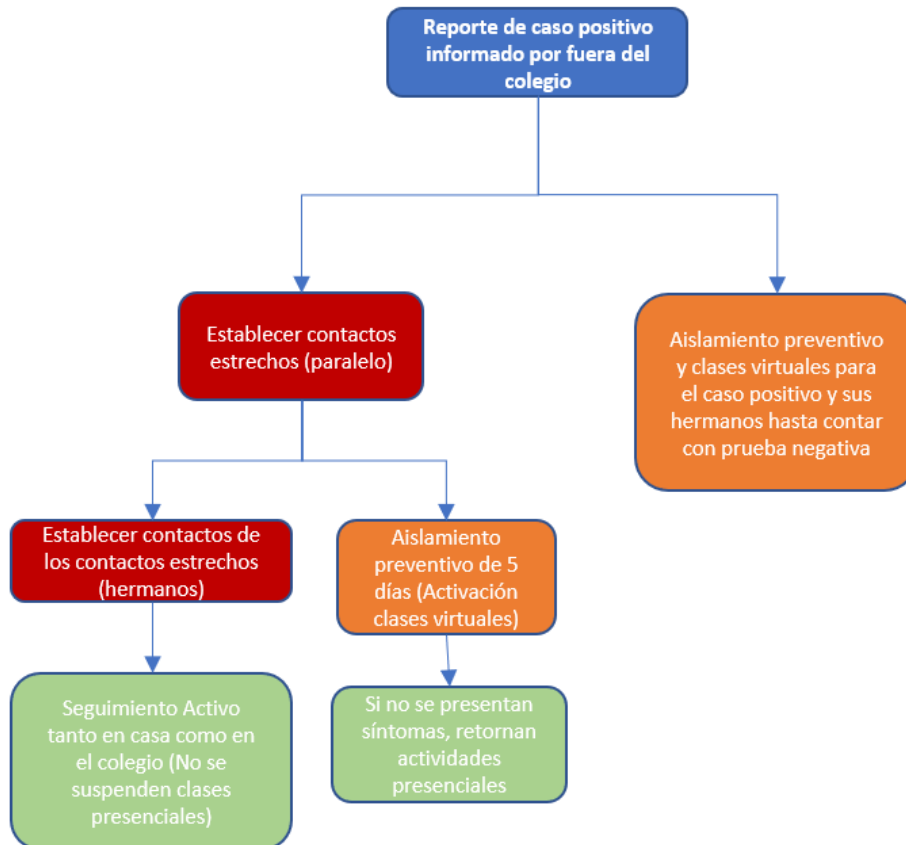 Reporte de caso positivo
informado por fuera del
colegio
Establecer contactos
estrechos (paralelo)
Aislamiento preventivo
y clases virtuales para
el caso positivo y sus
hermanos hasta contar
con prueba negativa
Establecer contactos de
los contactos estrechos
(hermanos)
Aislamiento
preventivo de 5
días (Activación
clases virtuales)
Seguimiento Activo
tanto en casa como en
el colegio (No se
suspenden clases
presenciales)
Si no se presentan
síntomas, retornan
actividades
presenciales